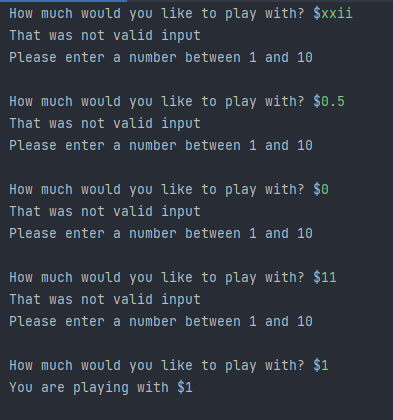 How much would you like to play with? $xxii
That was not valid input
Please enter a number between 1 and 10
How much would you like to play with? $0.5
That was not valid input
Please enter a number between 1 and 10
How much would you like to play with? $0
That was not valid input
Please enter a number between 1 and 10
How much would you like to play with? $11
That was not valid input
Please enter a number between 1 and 10
How much would you like to play with? $1
You are playing with $1